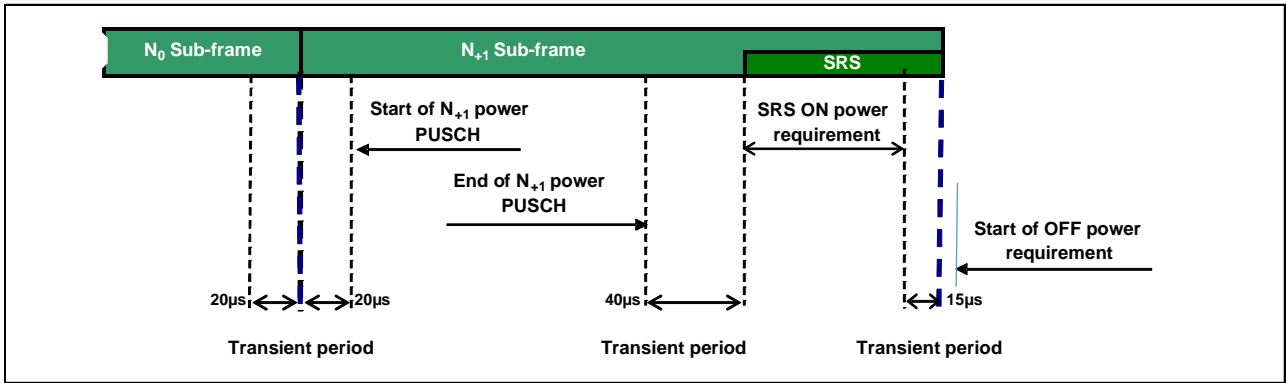 N0 Sub-frame
N+1 Sub-frame
SRS
Start of N+1 power
PUSCH
SRS ON power
requirement
End of N+1 power
PUSCH
Start of OFF power
requirement
20µs
20µs
40µs
15µs
Transient period
Transient period
Transient period